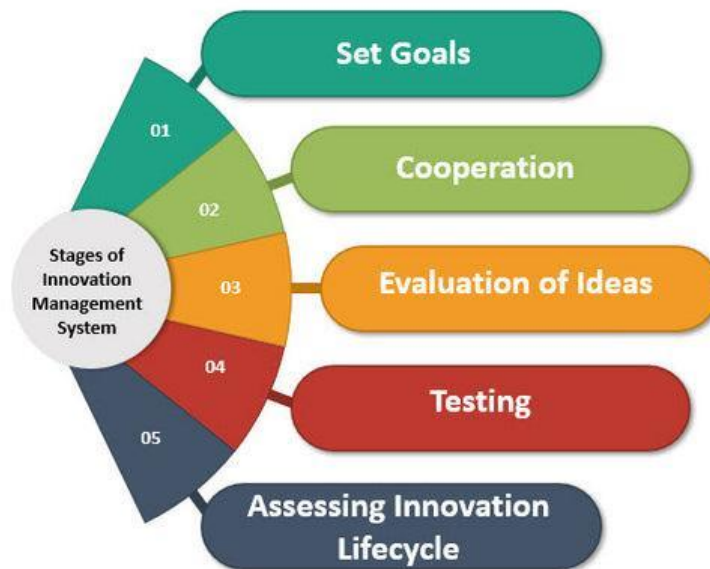 Stages of
Innovation
Management
System
01
Set Goals
02
Cooperation
03
Evaluation of Ideas
04
Testing
05
Assessing Innovation
Lifecycle